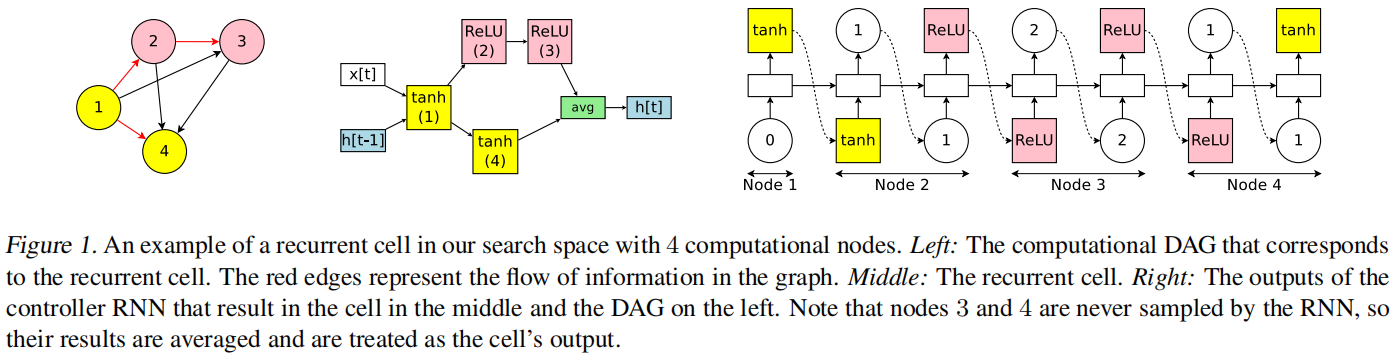 1
2
3
4
x[t]
h[t-1]
tanh
(1)
ReLU
(2)
ReLU
(3)
tanh
(4)
avg
h[t]
tanh
1
ReLU
2
ReLU
1
tanh
0
tanh
1
ReLU
2
ReLU
1
Node 1
Node 2
Node 3
Node 4
Figure 1. An example of a recurrent cell in our search space with 4 computational nodes. Left: The computational DAG that corresponds
to the recurrent cell. The red edges represent the flow of information in the graph. Middle: The recurrent cell. Right: The outputs of the
controller RNN that result in the cell in the middle and the DAG on the left. Note that nodes 3 and 4 are never sampled by the RNN, so
their results are averaged and are treated as the cell's output.